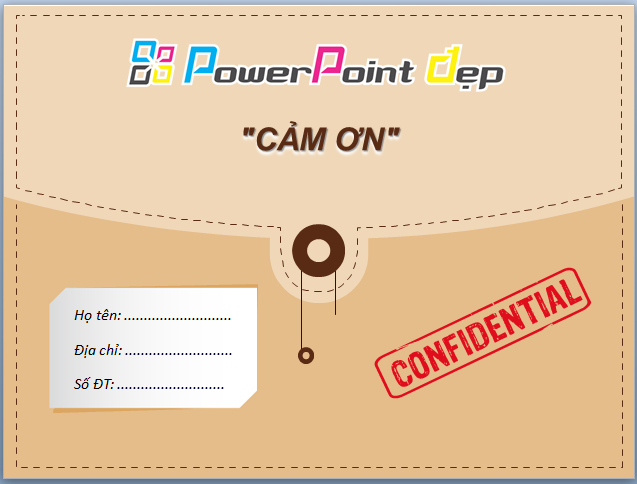 PowerPoint đẹp
"CẢM ƠN"
Họ tên: ...........................
Địa chỉ: ...........................
Số ĐT: ...........................
CONFIDENTIAL